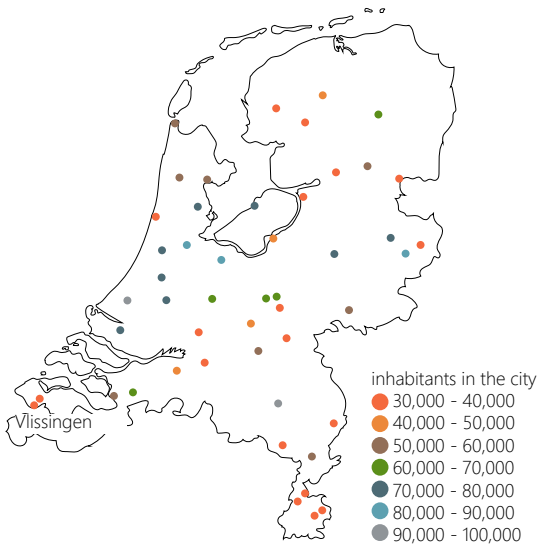 inhabitants in the city
30,000 - 40,000
Vlissingen
40,000 - 50,000
50,000 - 60,000
60,000 - 70,000
70,000 - 80,000
80,000 - 90,000
90,000 - 100,000